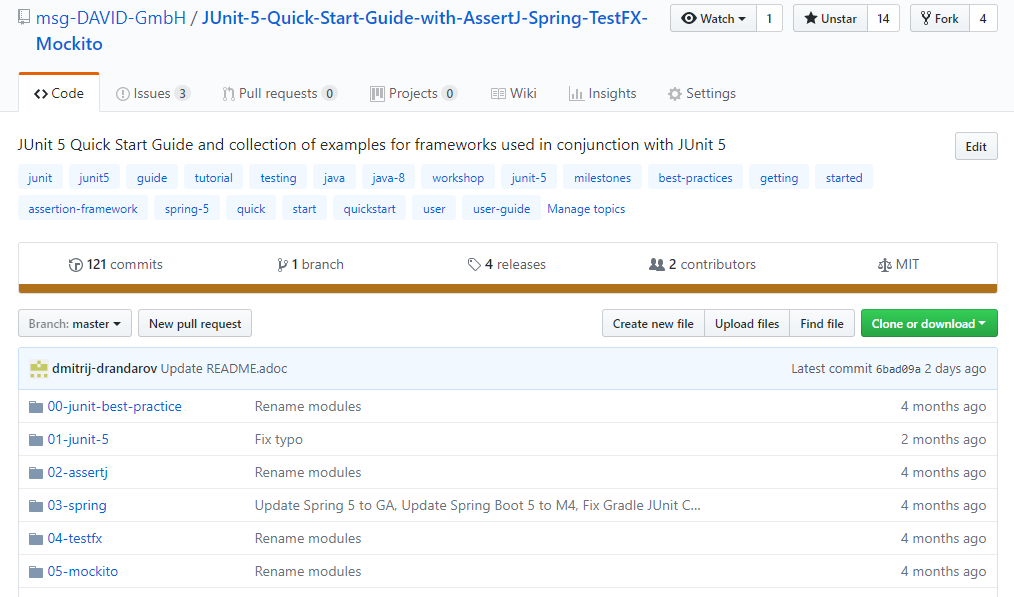 msg-DAVID-GmbH / JUnit-5-Quick-Start-Guide-with-AssertJ-Spring-TestFX-
Mockito
Watch 1 Unstar 14 Fork 4
Code Issues 3 Pull requests 0 Projects 0 Wiki Insights Settings
JUnit 5 Quick Start Guide and collection of examples for frameworks used in conjunction with JUnit 5 Edit
junit junit5 guide tutorial testing java java-8 workshop junit-5 milestones best-practices getting started
assertion-framework spring-5 quick start quickstart user user-guide Manage topics
121 commits 1 branch 4 releases 2 contributors MIT
Branch: master New pull request Create new file Upload files Find file Clone or download
dmitrij-drandarov Update README.adoc Latest commit 6bad09a 2 days ago
00-junit-best-practice Rename modules 4 months ago
01-junit-5 Fix typo 2 months ago
02-assertj Rename modules 4 months ago
03-spring Update Spring 5 to GA, Update Spring Boot 5 to M4, Fix Gradle JUnit C... 4 months ago
04-testfx Rename modules 4 months ago
05-mockito Rename modules 4 months ago